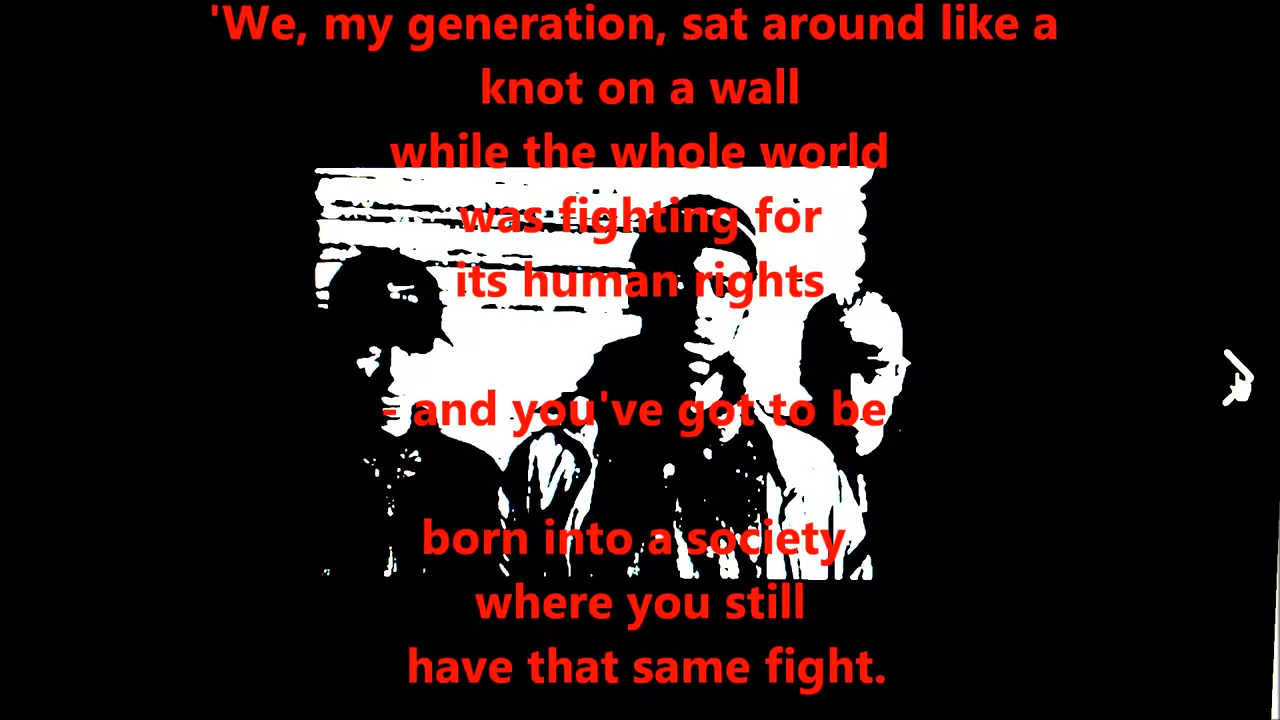 'We, my generation, sat around like a
knot on a wall
while the whole world
was fighting for
its human rights
- and you've got to be
born into a society
where you still
have that same fight.